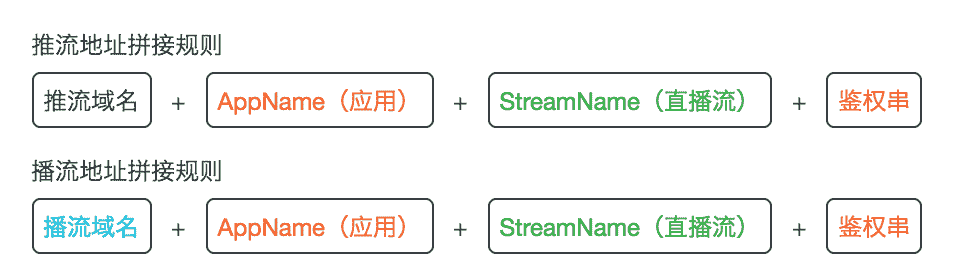 推流地址拼接规则
推流域名 + AppName（应用） + StreamName（直播流） + 鉴权串
播流地址拼接规则
播流域名 + AppName（应用） + StreamName（直播流） + 鉴权串